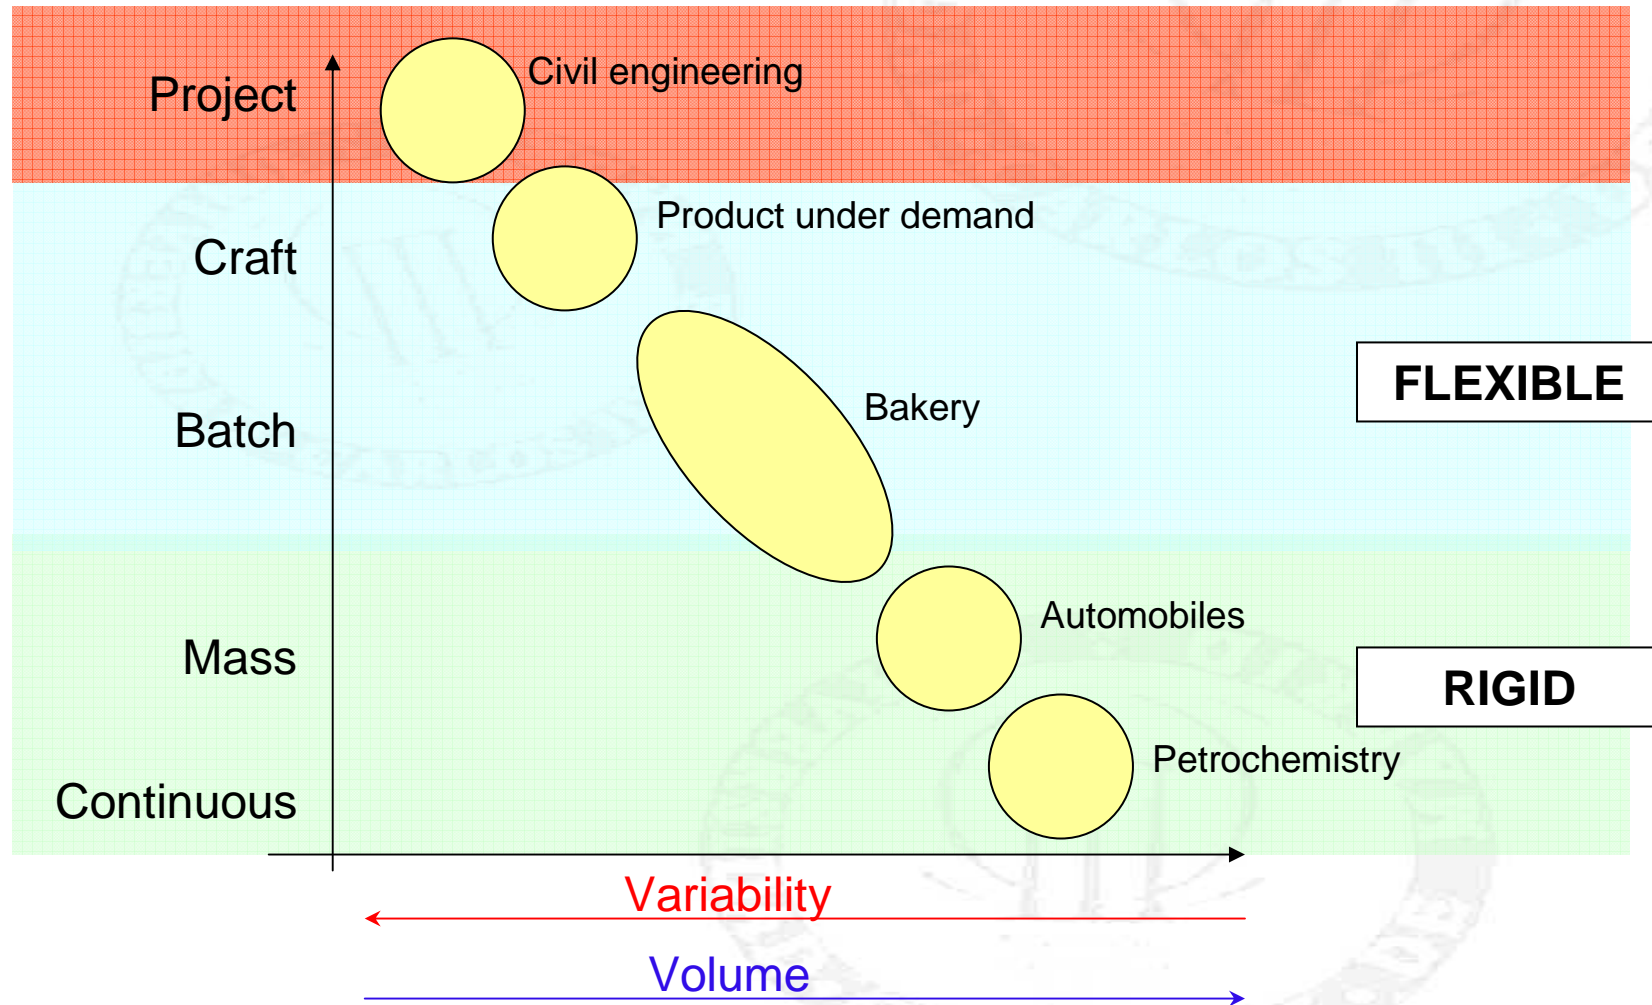 Project
Civil engineering
Craft
Product under demand
Batch
Bakery
FLEXIBLE
Mass
Automobiles
RIGID
Continuous
Petrochemistry
Variability
Volume